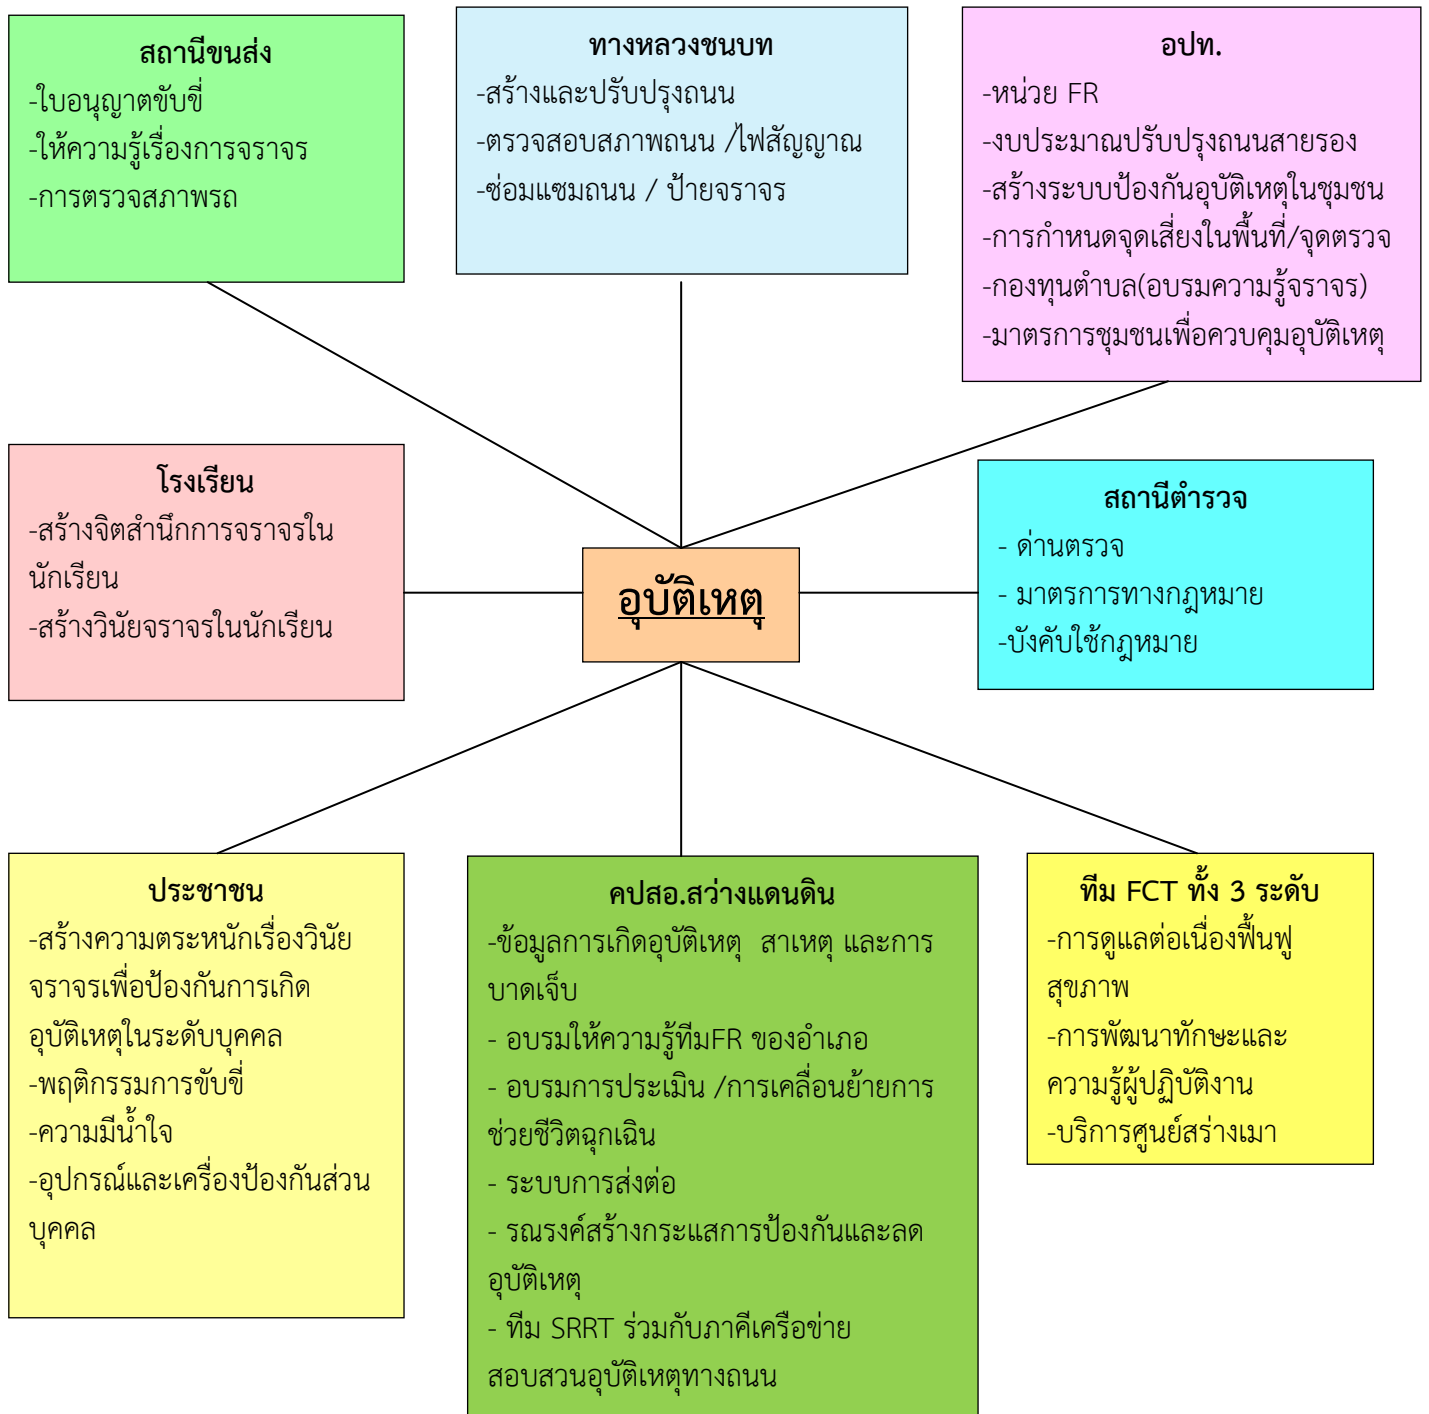 สถานีขนส่ง
-ใบอนุญาตขับขี่
-ให้ความรู้เรื่องการจราจร
-การตรวจสภาพรถ
ทางหลวงชนบท
-สร้างและปรับปรุงถนน
-ตรวจสอบสภาพถนน /ไฟสัญญาณ
-ซ่อมแซมถนน / ป้ายจราจร
อปท.
-หน่วย FR
-งบประมาณปรับปรุงถนนสายรอง
-สร้างระบบป้องกันอุบัติเหตุในชุมชน
-การกำหนดจุดเสี่ยงในพื้นที่/จุดตรวจ
-กองทุนตำบล(อบรมความรู้จราจร)
-มาตรการชุมชนเพื่อควบคุมอุบัติเหตุ
โรงเรียน
-สร้างจิตสำนึกการจราจรใน
นักเรียน
-สร้างวินัยจราจรในนักเรียน
อุบัติเหตุ
สถานีตำรวจ
- ด่านตรวจ
- มาตรการทางกฎหมาย
-บังคับใช้กฎหมาย
ประชาชน
-สร้างความตระหนักเรื่องวินัย
จราจรเพื่อป้องกันการเกิด
อุบัติเหตุในระดับบุคคล
-พฤติกรรมการขับขี่
-ความมีน้ำใจ
-อุปกรณ์และเครื่องป้องกันส่วน
บุคคล
คปสอ.สว่างแดนดิน
-ข้อมูลการเกิดอุบัติเหตุ  สาเหตุ และการ
บาดเจ็บ
- อบรมให้ความรู้ทีมFR ของอำเภอ
- อบรมการประเมิน /การเคลื่อนย้ายการ
ช่วยชีวิตฉุกเฉิน
- ระบบการส่งต่อ
- รณรงค์สร้างกระแสการป้องกันและลด
อุบัติเหตุ
- ทีม SRRT ร่วมกับภาคีเครือข่าย
สอบสวนอุบัติเหตุทางถนน
ทีม FCT ทั้ง 3 ระดับ
-การดูแลต่อเนื่องฟื้นฟู
สุขภาพ
-การพัฒนาทักษะและ
ความรู้ผู้ปฏิบัติงาน
-บริการศูนย์สร่างเมา